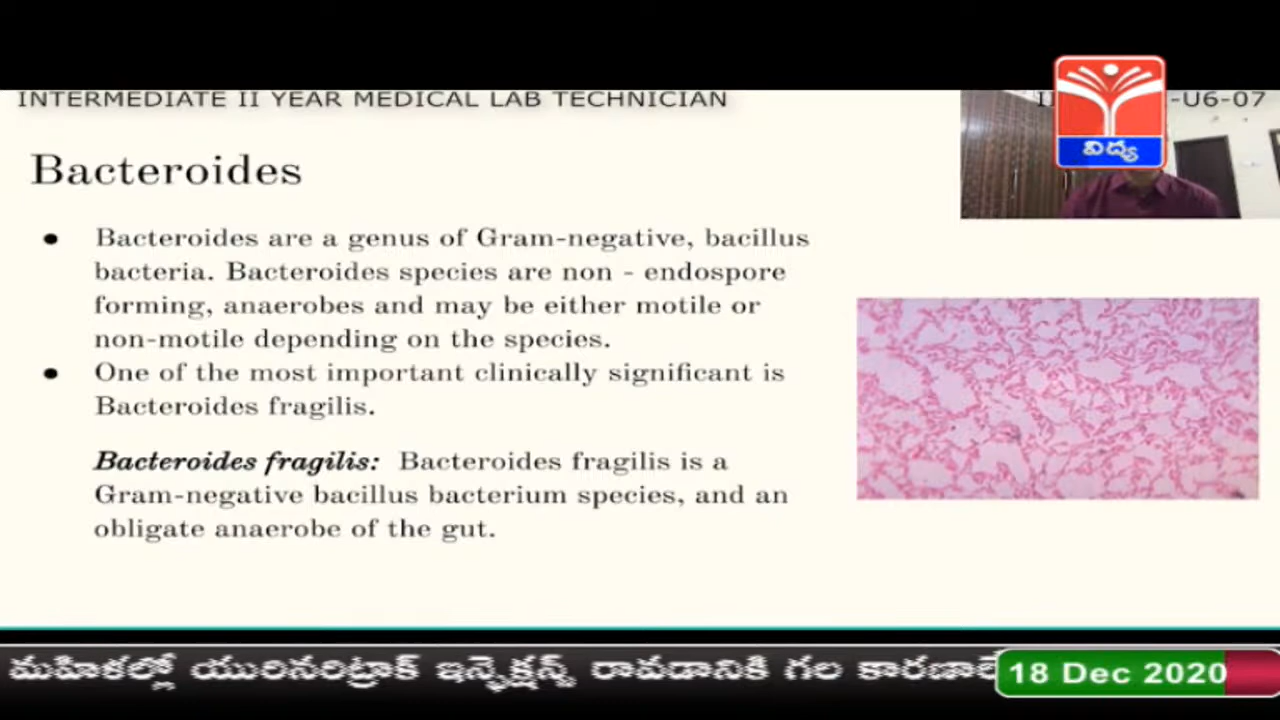 INTERMEDIATE II YEAR MEDICAL LAB TECHNICIAN
-U6-07
విద్య
Bacteroides
● Bacteroides are a genus of Gram-negative, bacillus
bacteria. Bacteroides species are non - endospore
forming, anaerobes and may be either motile or
non-motile depending on the species.
● One of the most important clinically significant is
Bacteroides fragilis.
Bacteroides fragilis: Bacteroides fragilis is a
Gram-negative bacillus bacterium species, and an
obligate anaerobe of the gut.
మహిళల్లో యురినరిట్రాక్ ఇన్ఫెక్షన్స్ రావడానికి గల
18 Dec 2020